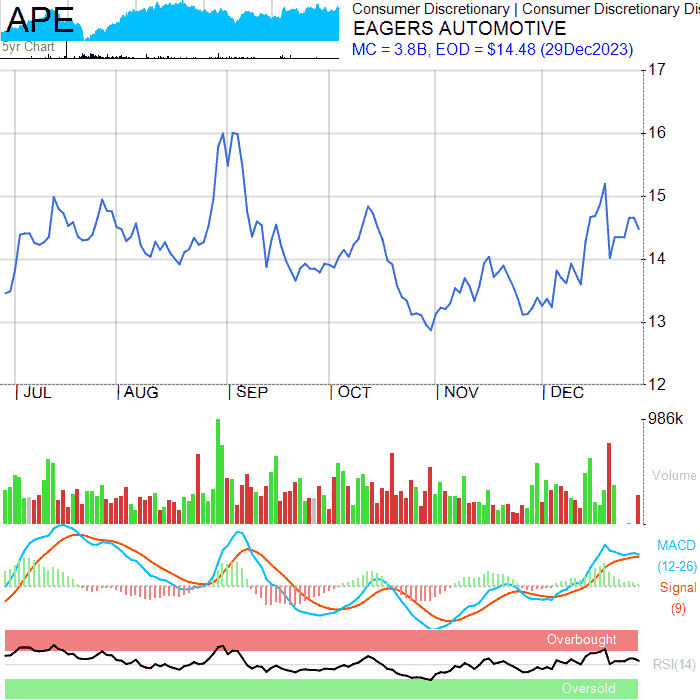 APE
5yr Chart
Consumer Discretionary | Consumer Discretionary Dis
EAGERS AUTOMOTIVE
MC = 3.8B, EOD = $14.48 (29Dec2023)
17
16
15
14
13
12
| JUL | AUG | SEP | OCT | NOV | DEC
986k
Volume
MACD
(12-26)
Signal
(9)
Overbought
RSI(14)
Oversold